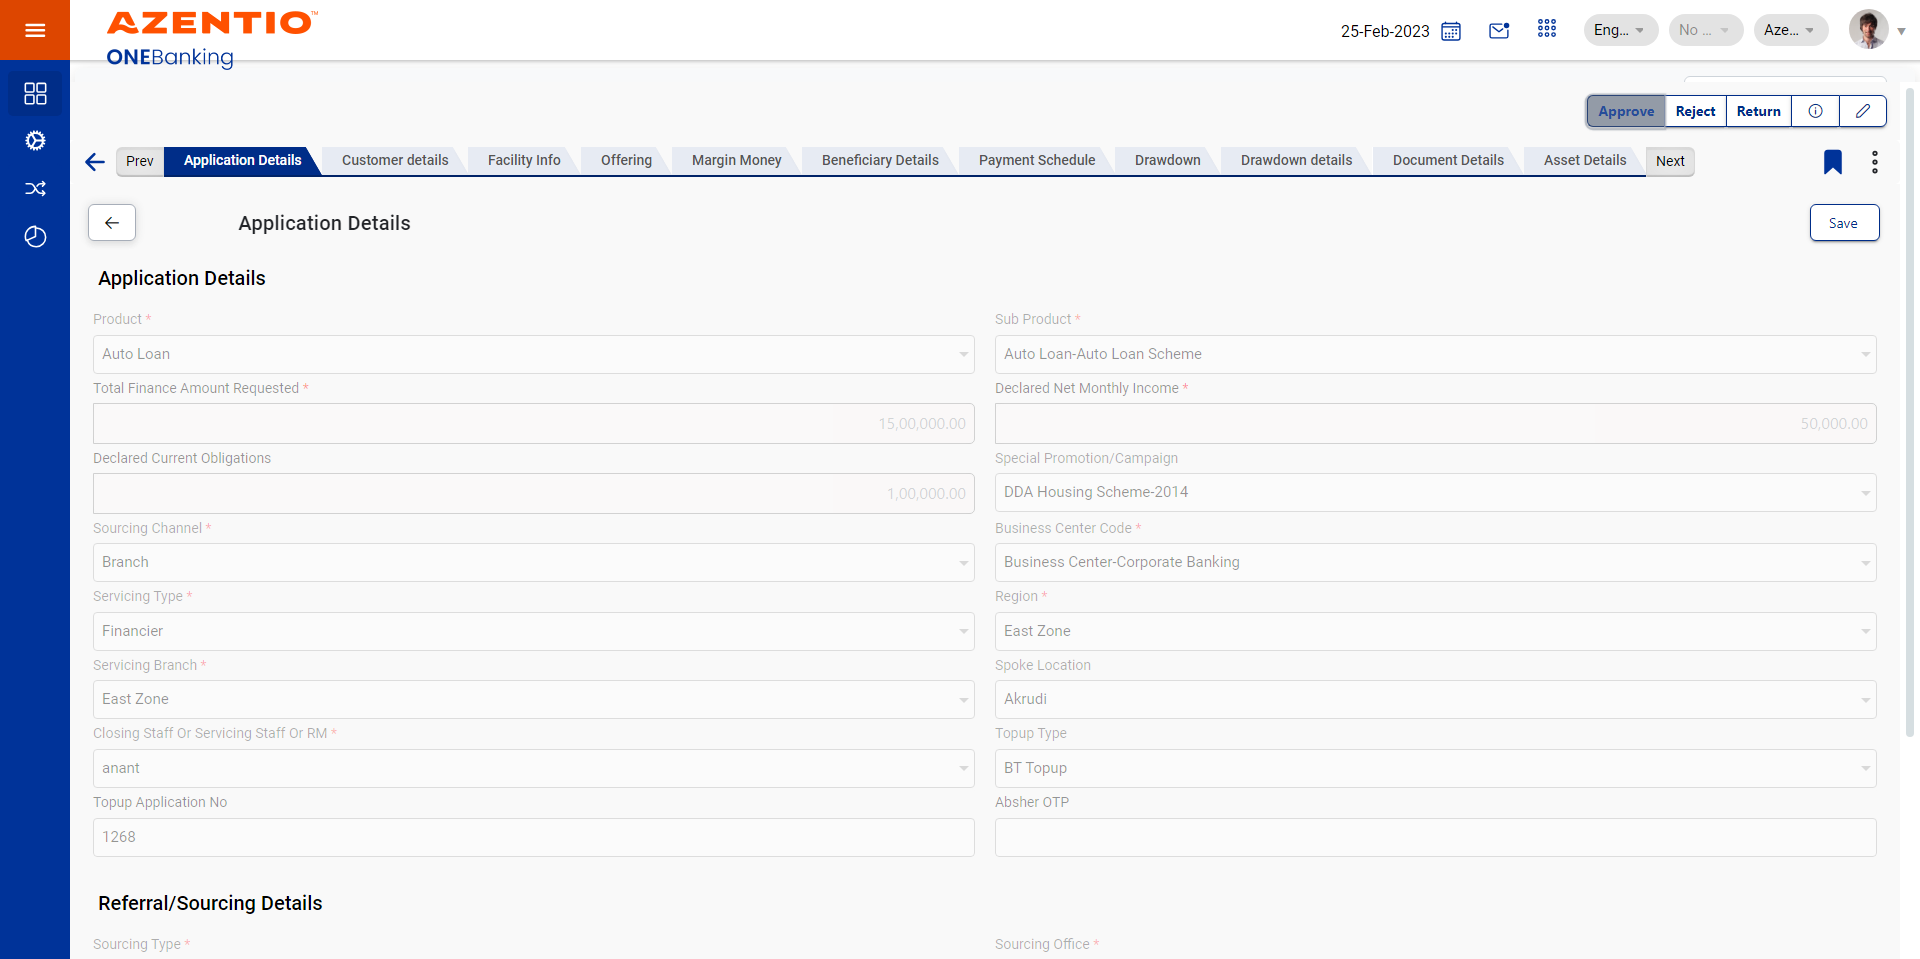 AZENTIO™
ONEBanking
25-Feb-2023
Eng...
No ...
Aze...
Approve
Reject
Return
Prev
Application Details
Customer details
Facility Info
Offering
Margin Money
Beneficiary Details
Payment Schedule
Drawdown
Drawdown details
Document Details
Asset Details
Next
Application Details
Save
Application Details
Product *
Sub Product *
Auto Loan
Auto Loan-Auto Loan Scheme
Total Finance Amount Requested *
Declared Net Monthly Income *
15,00,000.00
50,000.00
Declared Current Obligations
Special Promotion/Campaign
1,00,000.00
DDA Housing Scheme-2014
Sourcing Channel *
Business Center Code *
Branch
Business Center-Corporate Banking
Servicing Type *
Region *
Financier
East Zone
Servicing Branch *
Spoke Location
East Zone
Akrudi
Closing Staff Or Servicing Staff Or RM *
Topup Type
anant
BT Topup
Topup Application No
Absher OTP
1268
Referral/Sourcing Details
Sourcing Type *
Sourcing Office *